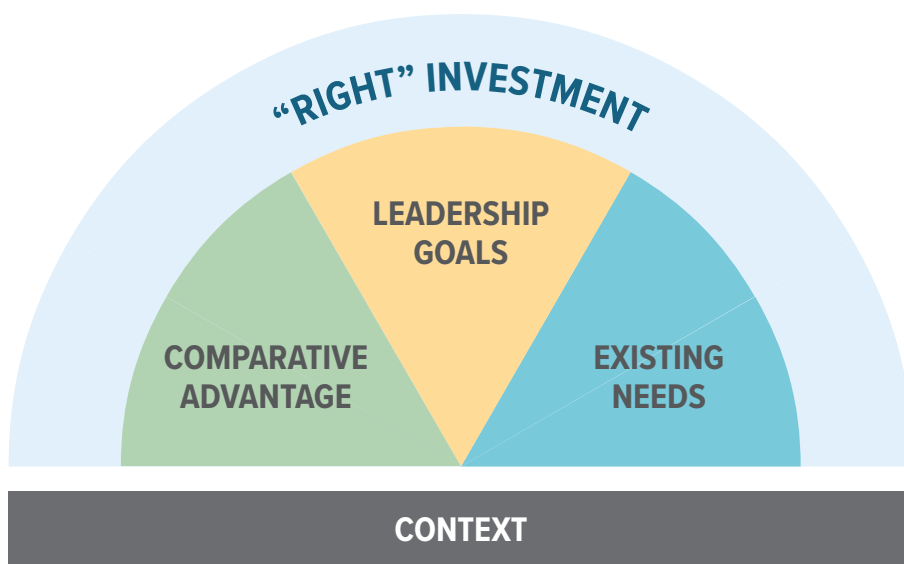 “RIGHT” INVESTMENT
LEADERSHIP
GOALS
COMPARATIVE
ADVANTAGE
EXISTING
NEEDS
CONTEXT